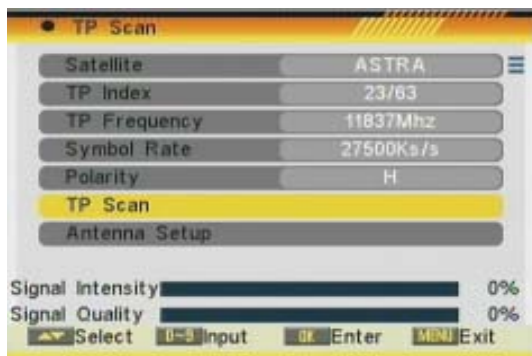 TP Scan
Satellite ASTRA
TP Index 23/63
TP Frequency 11837Mhz
Symbol Rate 27500Ks/s
Polarity H
TP Scan
Antenna Setup
Signal Intensity 0%
Signal Quality 0%
Select 0-9 Input OK Enter MENU Exit